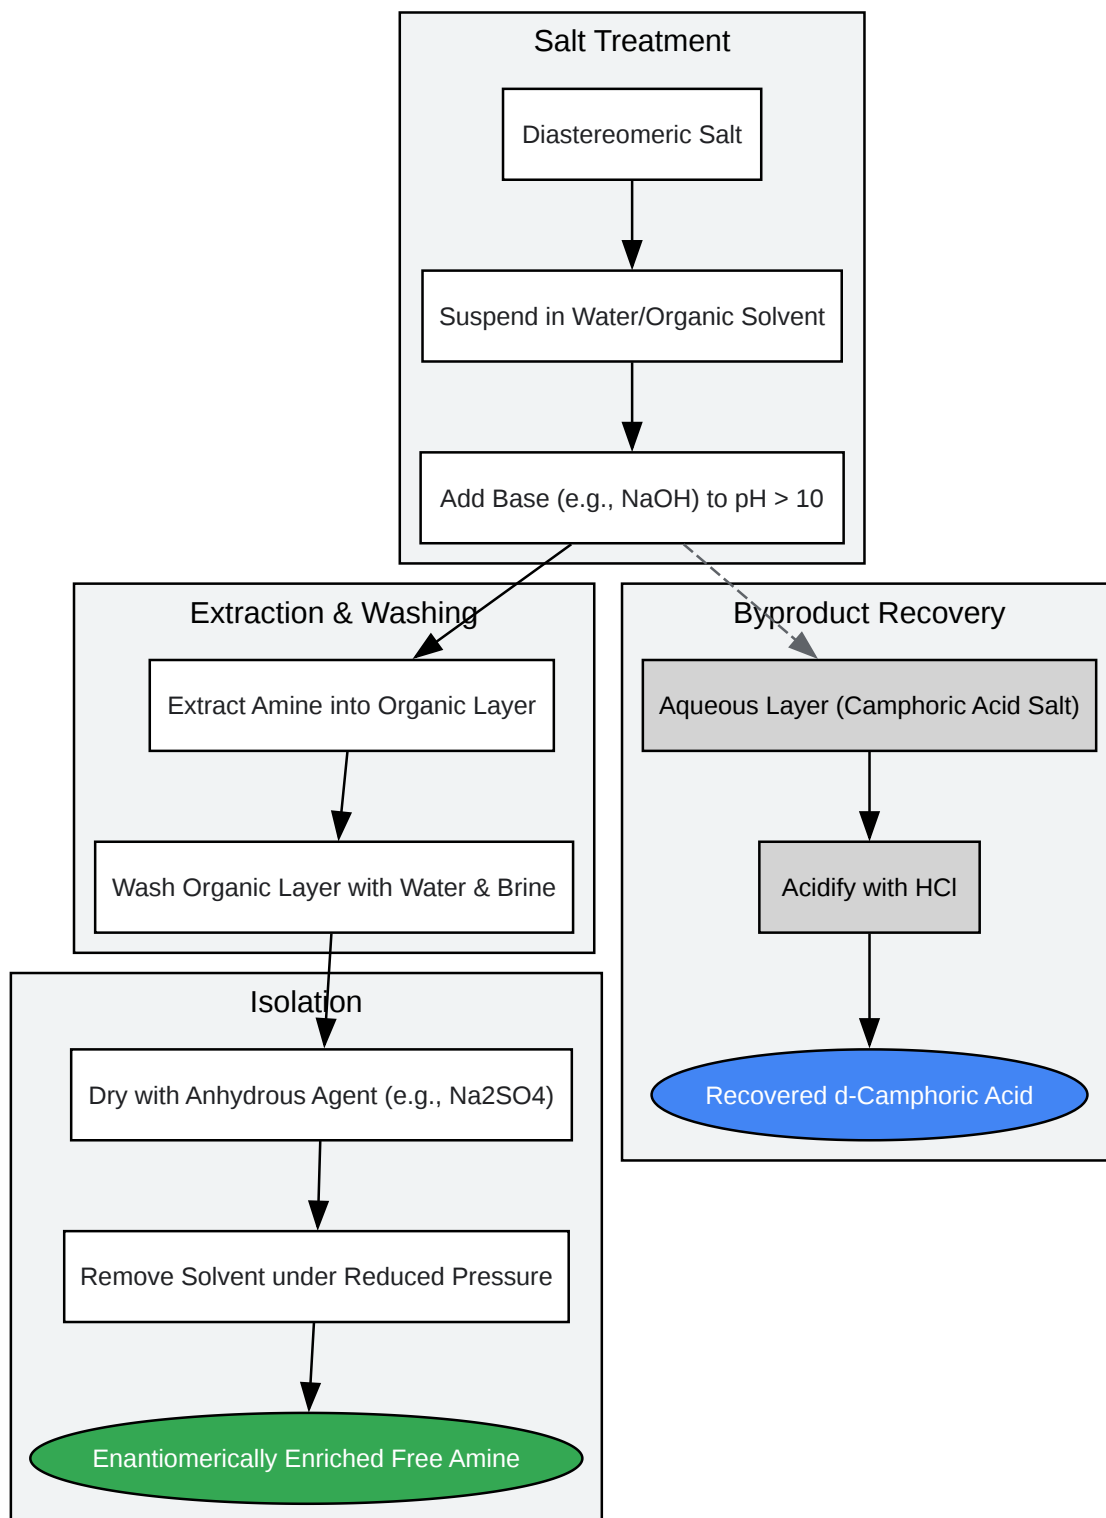 Salt Treatment
Diastereomeric Salt
Suspend in Water/Organic Solvent
Add Base (e.g., NaOH) to pH > 10
Extraction & Washing
Extract Amine into Organic Layer
Wash Organic Layer with Water & Brine
Byproduct Recovery
Aqueous Layer (Camphoric Acid Salt)
Acidify with HCl
Recovered d-Camphoric Acid
Isolation
Dry with Anhydrous Agent (e.g., Na2SO4)
Remove Solvent under Reduced Pressure
Enantiomerically Enriched Free Amine